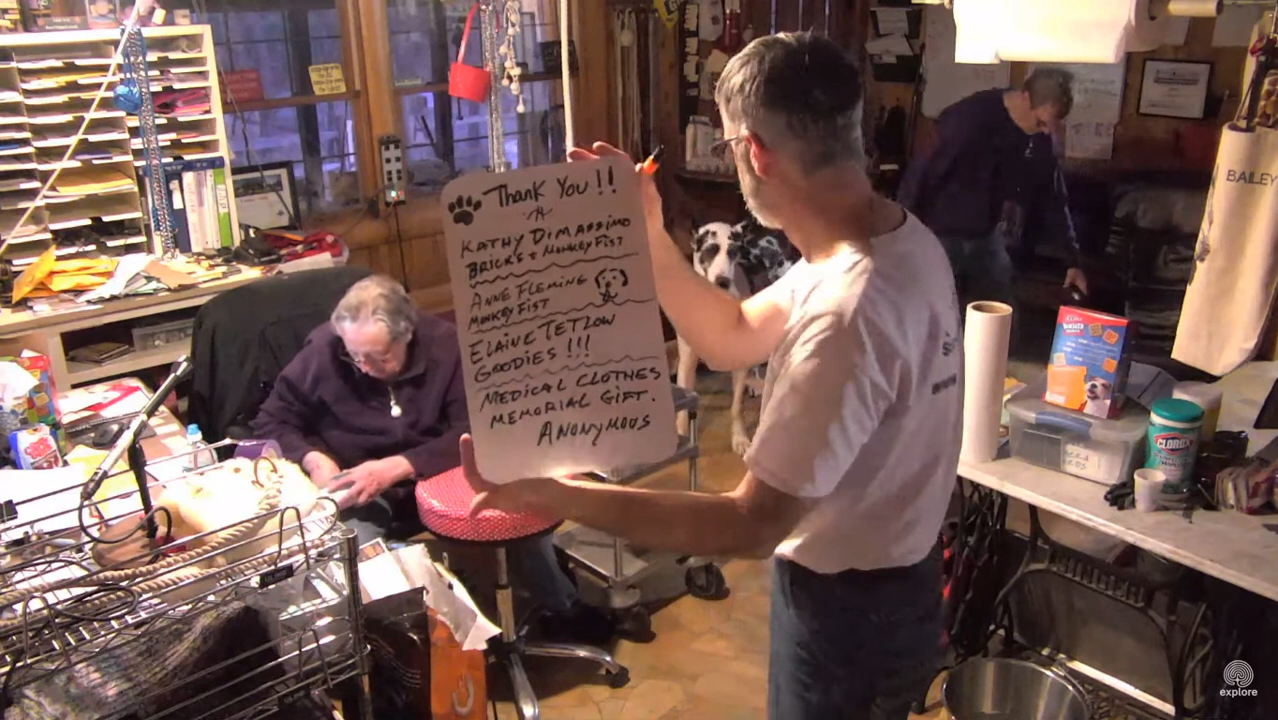 Thank You!!
KATHY DIMASSIMO
BRICKS + MONKEY FIST
ANNE FLEMING
MONKEY FIST
ELAINE TETLOW
GOODIES !!!
MEDICAL CLOTHES
MEMORIAL GIFT.
ANONYMOUS
BAILEY
CLOROX
explore